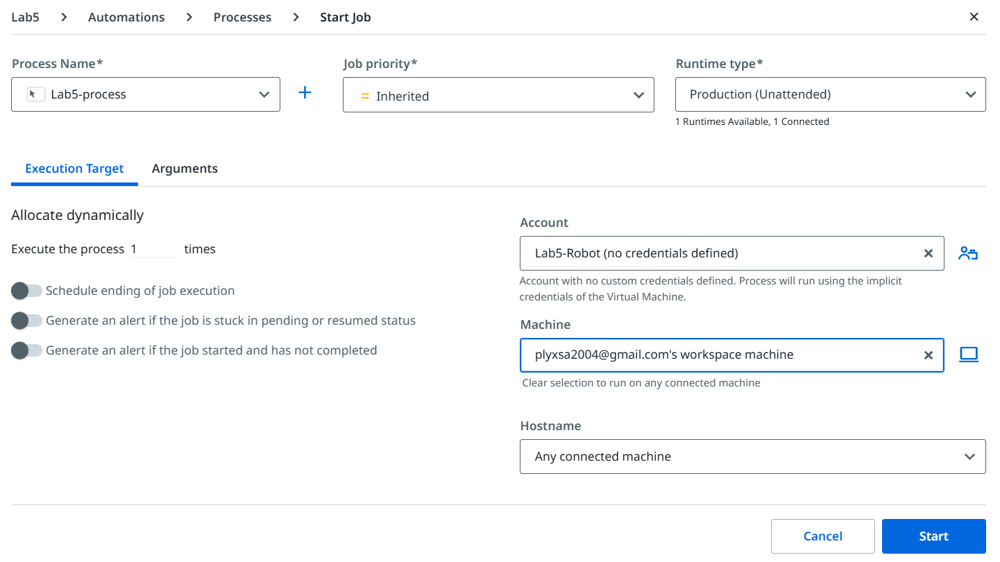 Lab5 > Automations > Processes > Start Job
Process Name* Job priority* Runtime type*
Lab5-process Inherited Production (Unattended)
1 Runtimes Available, 1 Connected
Execution Target Arguments
Allocate dynamically
Execute the process 1 times
Schedule ending of job execution
Generate an alert if the job is stuck in pending or resumed status
Generate an alert if the job started and has not completed
Account
Lab5-Robot (no credentials defined)
Account with no custom credentials defined. Process will run using the implicit
credentials of the Virtual Machine.
Machine
plyxsa2004@gmail.com's workspace machine
Clear selection to run on any connected machine
Hostname
Any connected machine
Cancel Start